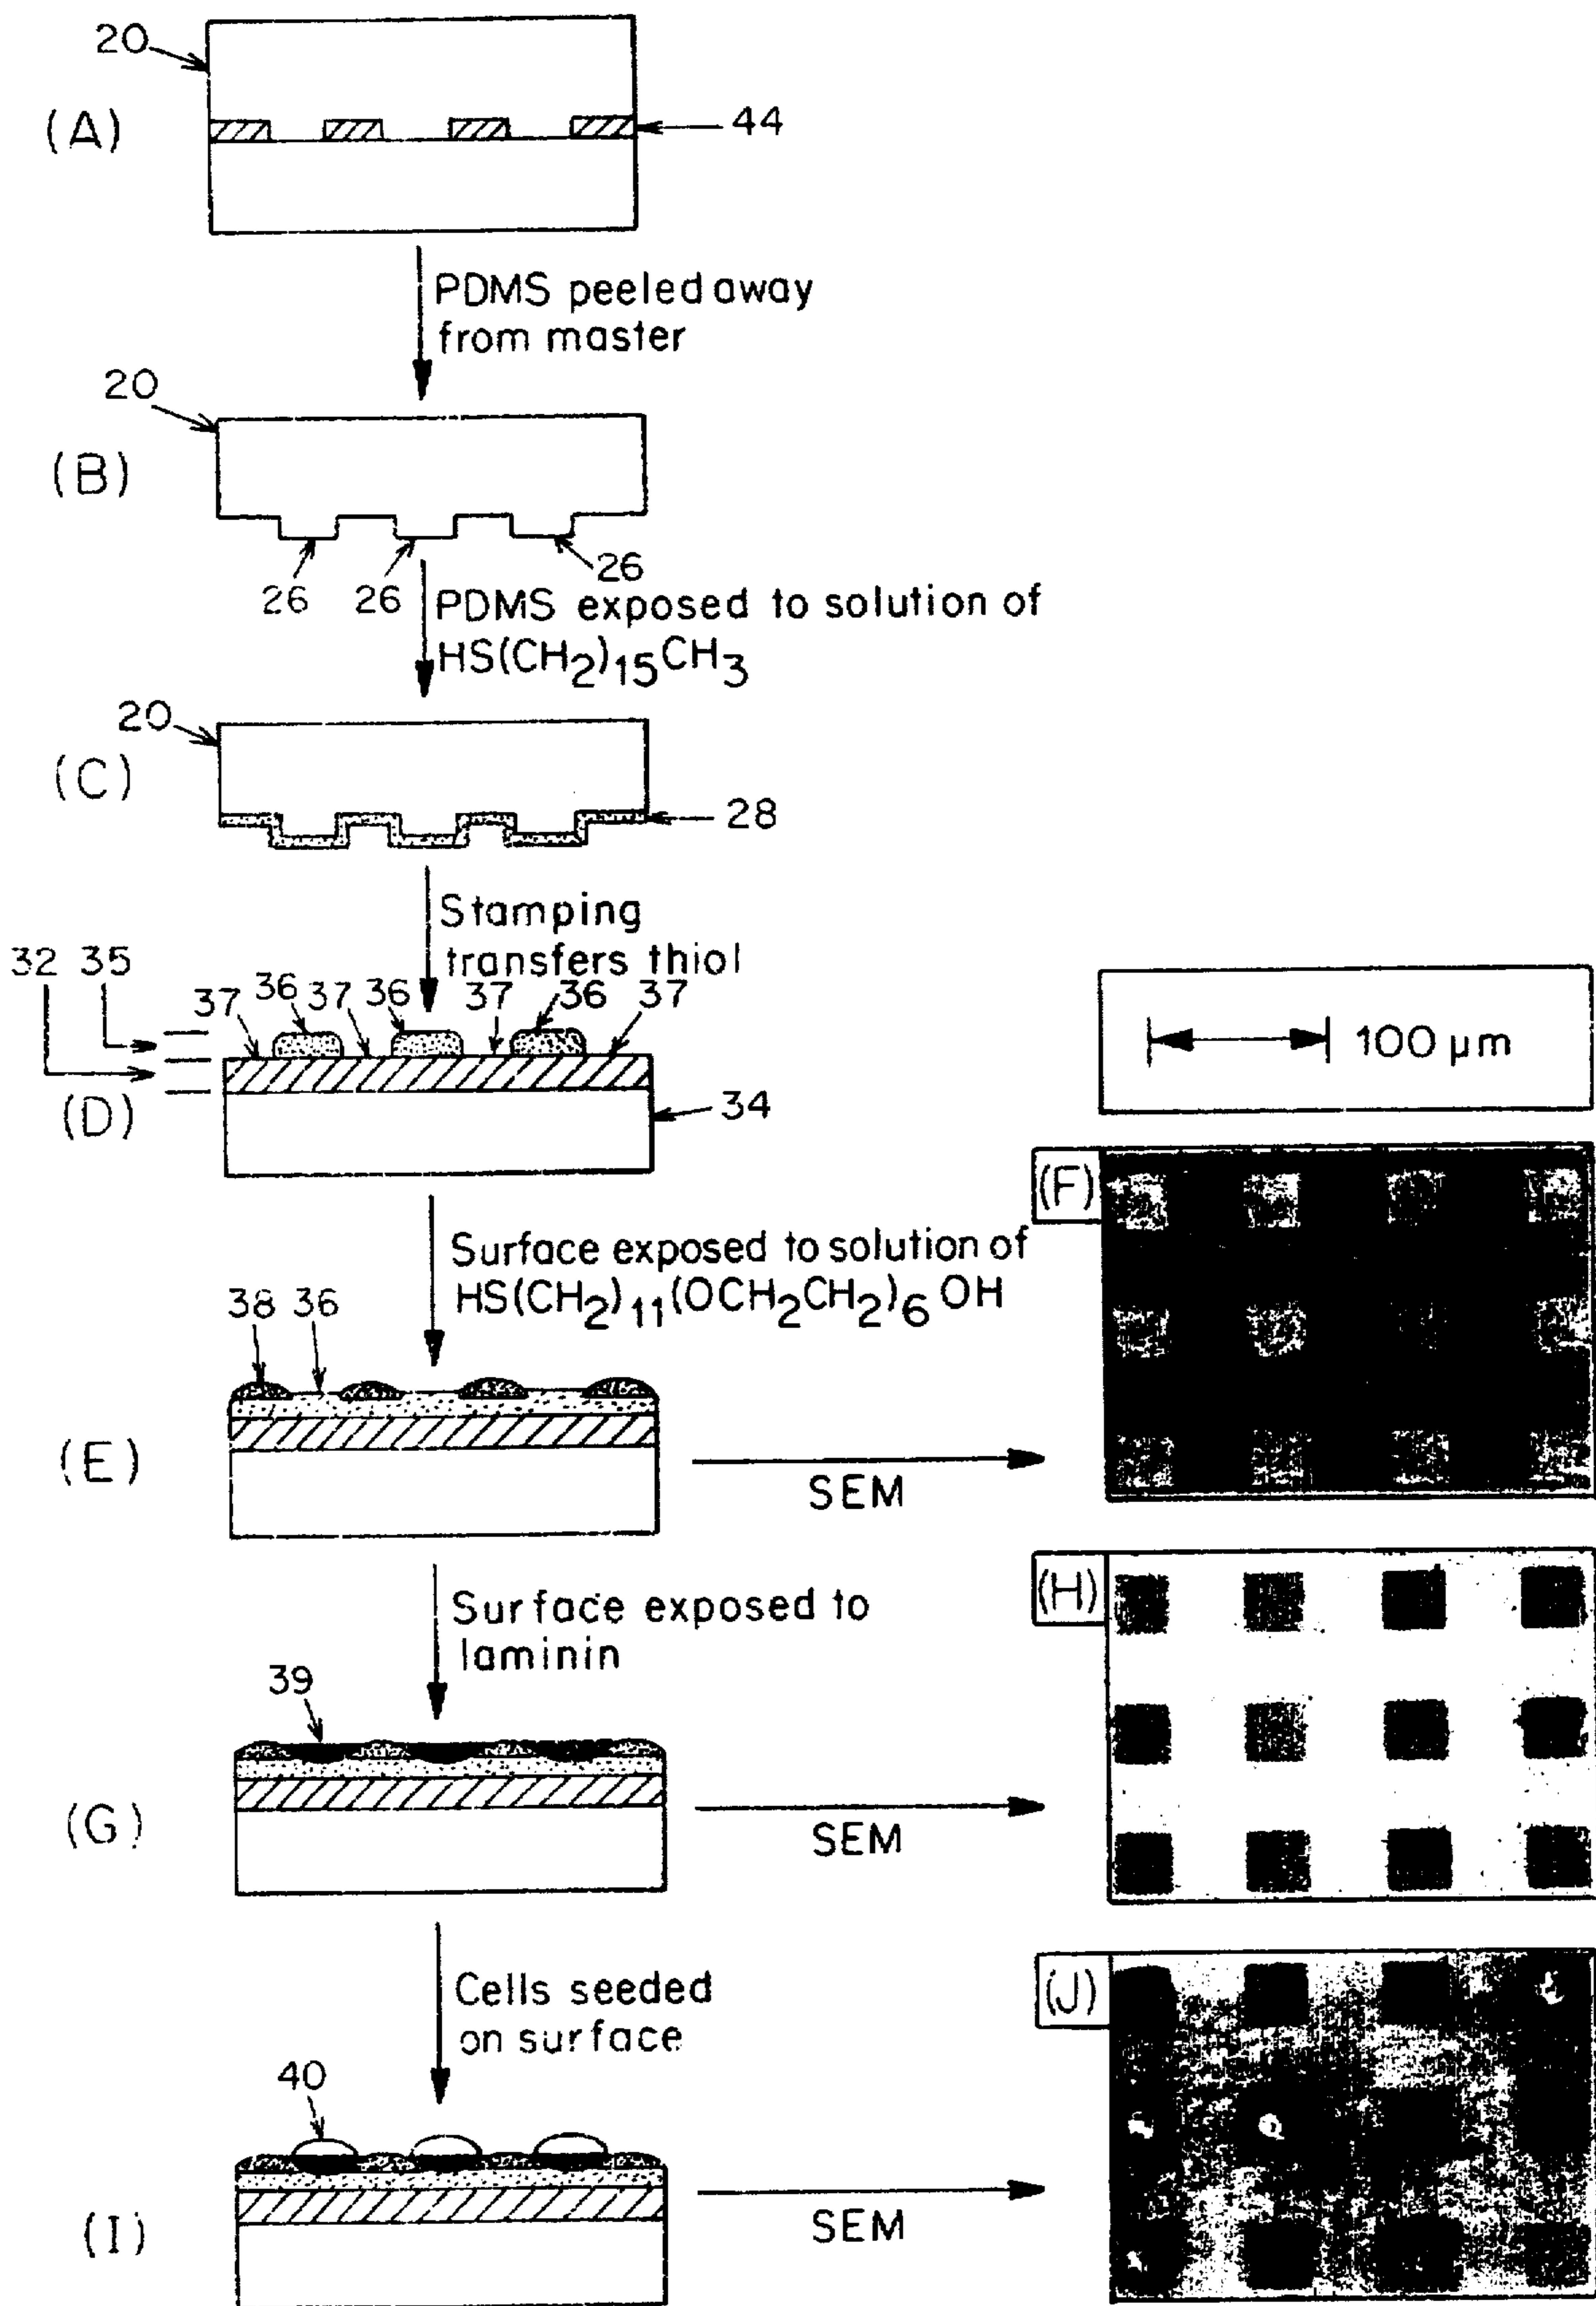 20
(A)
44
PDMS peeled away
from master
20
(B)
26
26
26
PDMS exposed to solution of
HS(CH2)15CH3
20
(C)
28
Stamping
transfers thiol
32
35
37
36
37
36
37
36
37
(D)
34
100 μm
(F)
Surface exposed to solution of
HS(CH2)11(OCH2CH2)6OH
38
36
(E)
SEM
Surface exposed to
laminin
(H)
39
(G)
SEM
Cells seeded
on surface
(J)
40
(I)
SEM